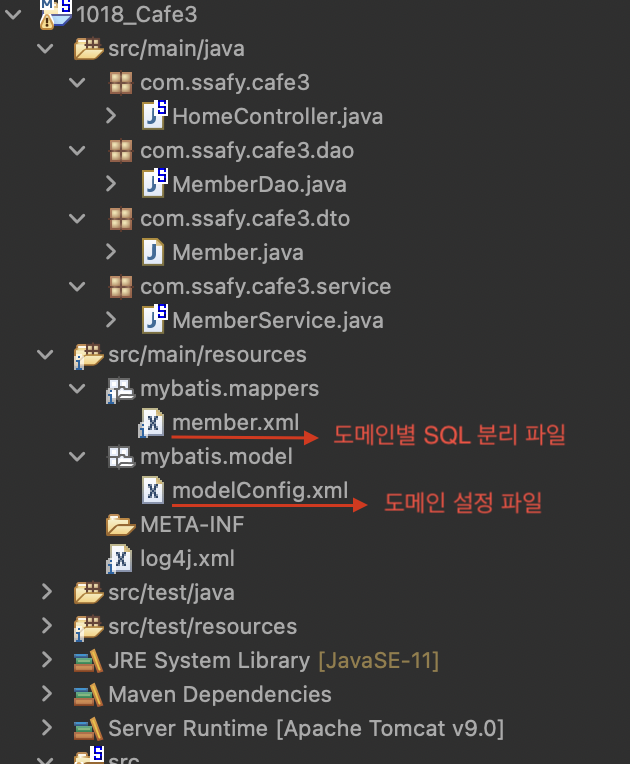 1018_Cafe3
src/main/java
com.ssafy.cafe3
HomeController.java
com.ssafy.cafe3.dao
MemberDao.java
com.ssafy.cafe3.dto
Member.java
com.ssafy.cafe3.service
MemberService.java
src/main/resources
mybatis.mappers
member.xml 도메인별 SQL 분리 파일
mybatis.model
modelConfig.xml 도메인 설정 파일
META-INF
log4j.xml
src/test/java
src/test/resources
JRE System Library [JavaSE-11]
Maven Dependencies
Server Runtime [Apache Tomcat v9.0]
src